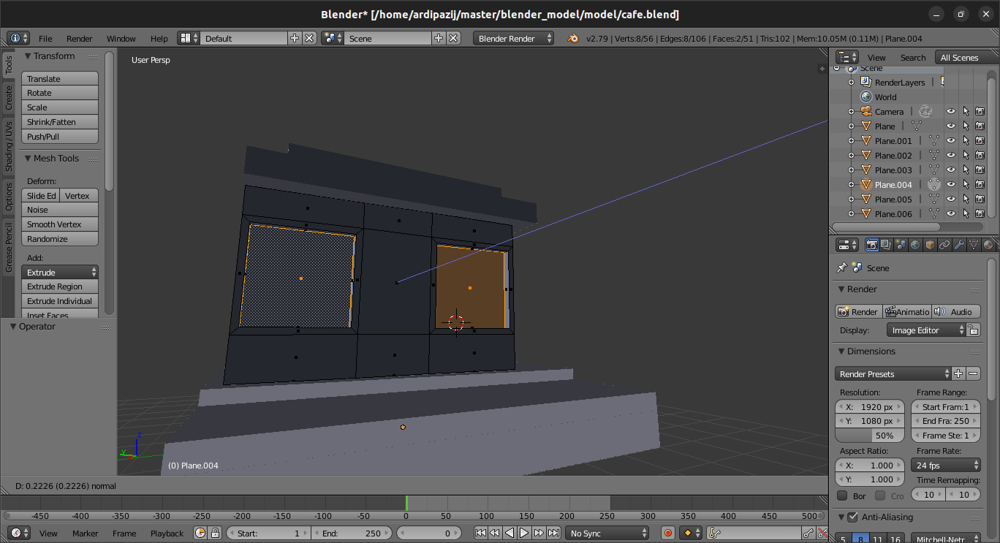 Blender* [/home/ardipazij/master/blender_model/model/cafe.blend]
File Render Window Help Default Scene Blender Render v2.79 | Verts:8/56 | Edges:8/106 | Faces:2/51 | Tris:102 | Mem:10.05M (0.11M) | Plane.004
Tools
Create
Shading / UVs
Options
Grease Pencil
Transform
Translate
Rotate
Scale
Shrink/Fatten
Push/Pull
Mesh Tools
Deform:
Slide Ed Vertex
Noise
Smooth Vertex
Randomize
Add:
Extrude
Extrude Region
Extrude Individual
Inset Faces
Operator
User Persp
z
y
(0) Plane.004
D: 0.2226 (0.2226) normal
View Search All Scenes
Scene
RenderLayers |
World
Camera |
Plane |
Plane.001 |
Plane.002 |
Plane.003 |
Plane.004 |
Plane.005 |
Plane.006 |
Scene
Render
Render Animatio Audio
Display: Image Editor
Dimensions
Render Presets
Resolution: Frame Range:
X: 1920 px Start Fram:1
Y: 1080 px End Fra: 250
50% Frame Ste: 1
Aspect Ratio: Frame Rate:
X: 1.000 24 fps
Y: 1.000 Time Remapping:
Bor Cro 10 10
Anti-Aliasing
5 8 11 16 Mitchell-Netr...
-450 -400 -350 -300 -250 -200 -150 -100 -50 0 50 100 150 200 250 300 350 400 450 500
View Marker Frame Playback Start: 1 End: 250 0 No Sync